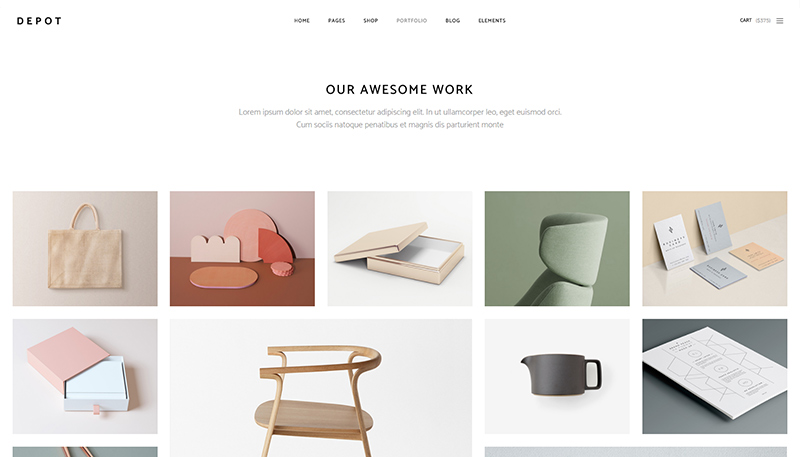 DEPOT
HOME PAGES SHOP PORTFOLIO BLOG ELEMENTS
CART ($375)
OUR AWESOME WORK
Lorem ipsum dolor sit amet, consectetur adipiscing elit. In ut ullamcorper leo, eget euismod orci.
Cum sociis natoque penatibus et magnis dis parturient monte